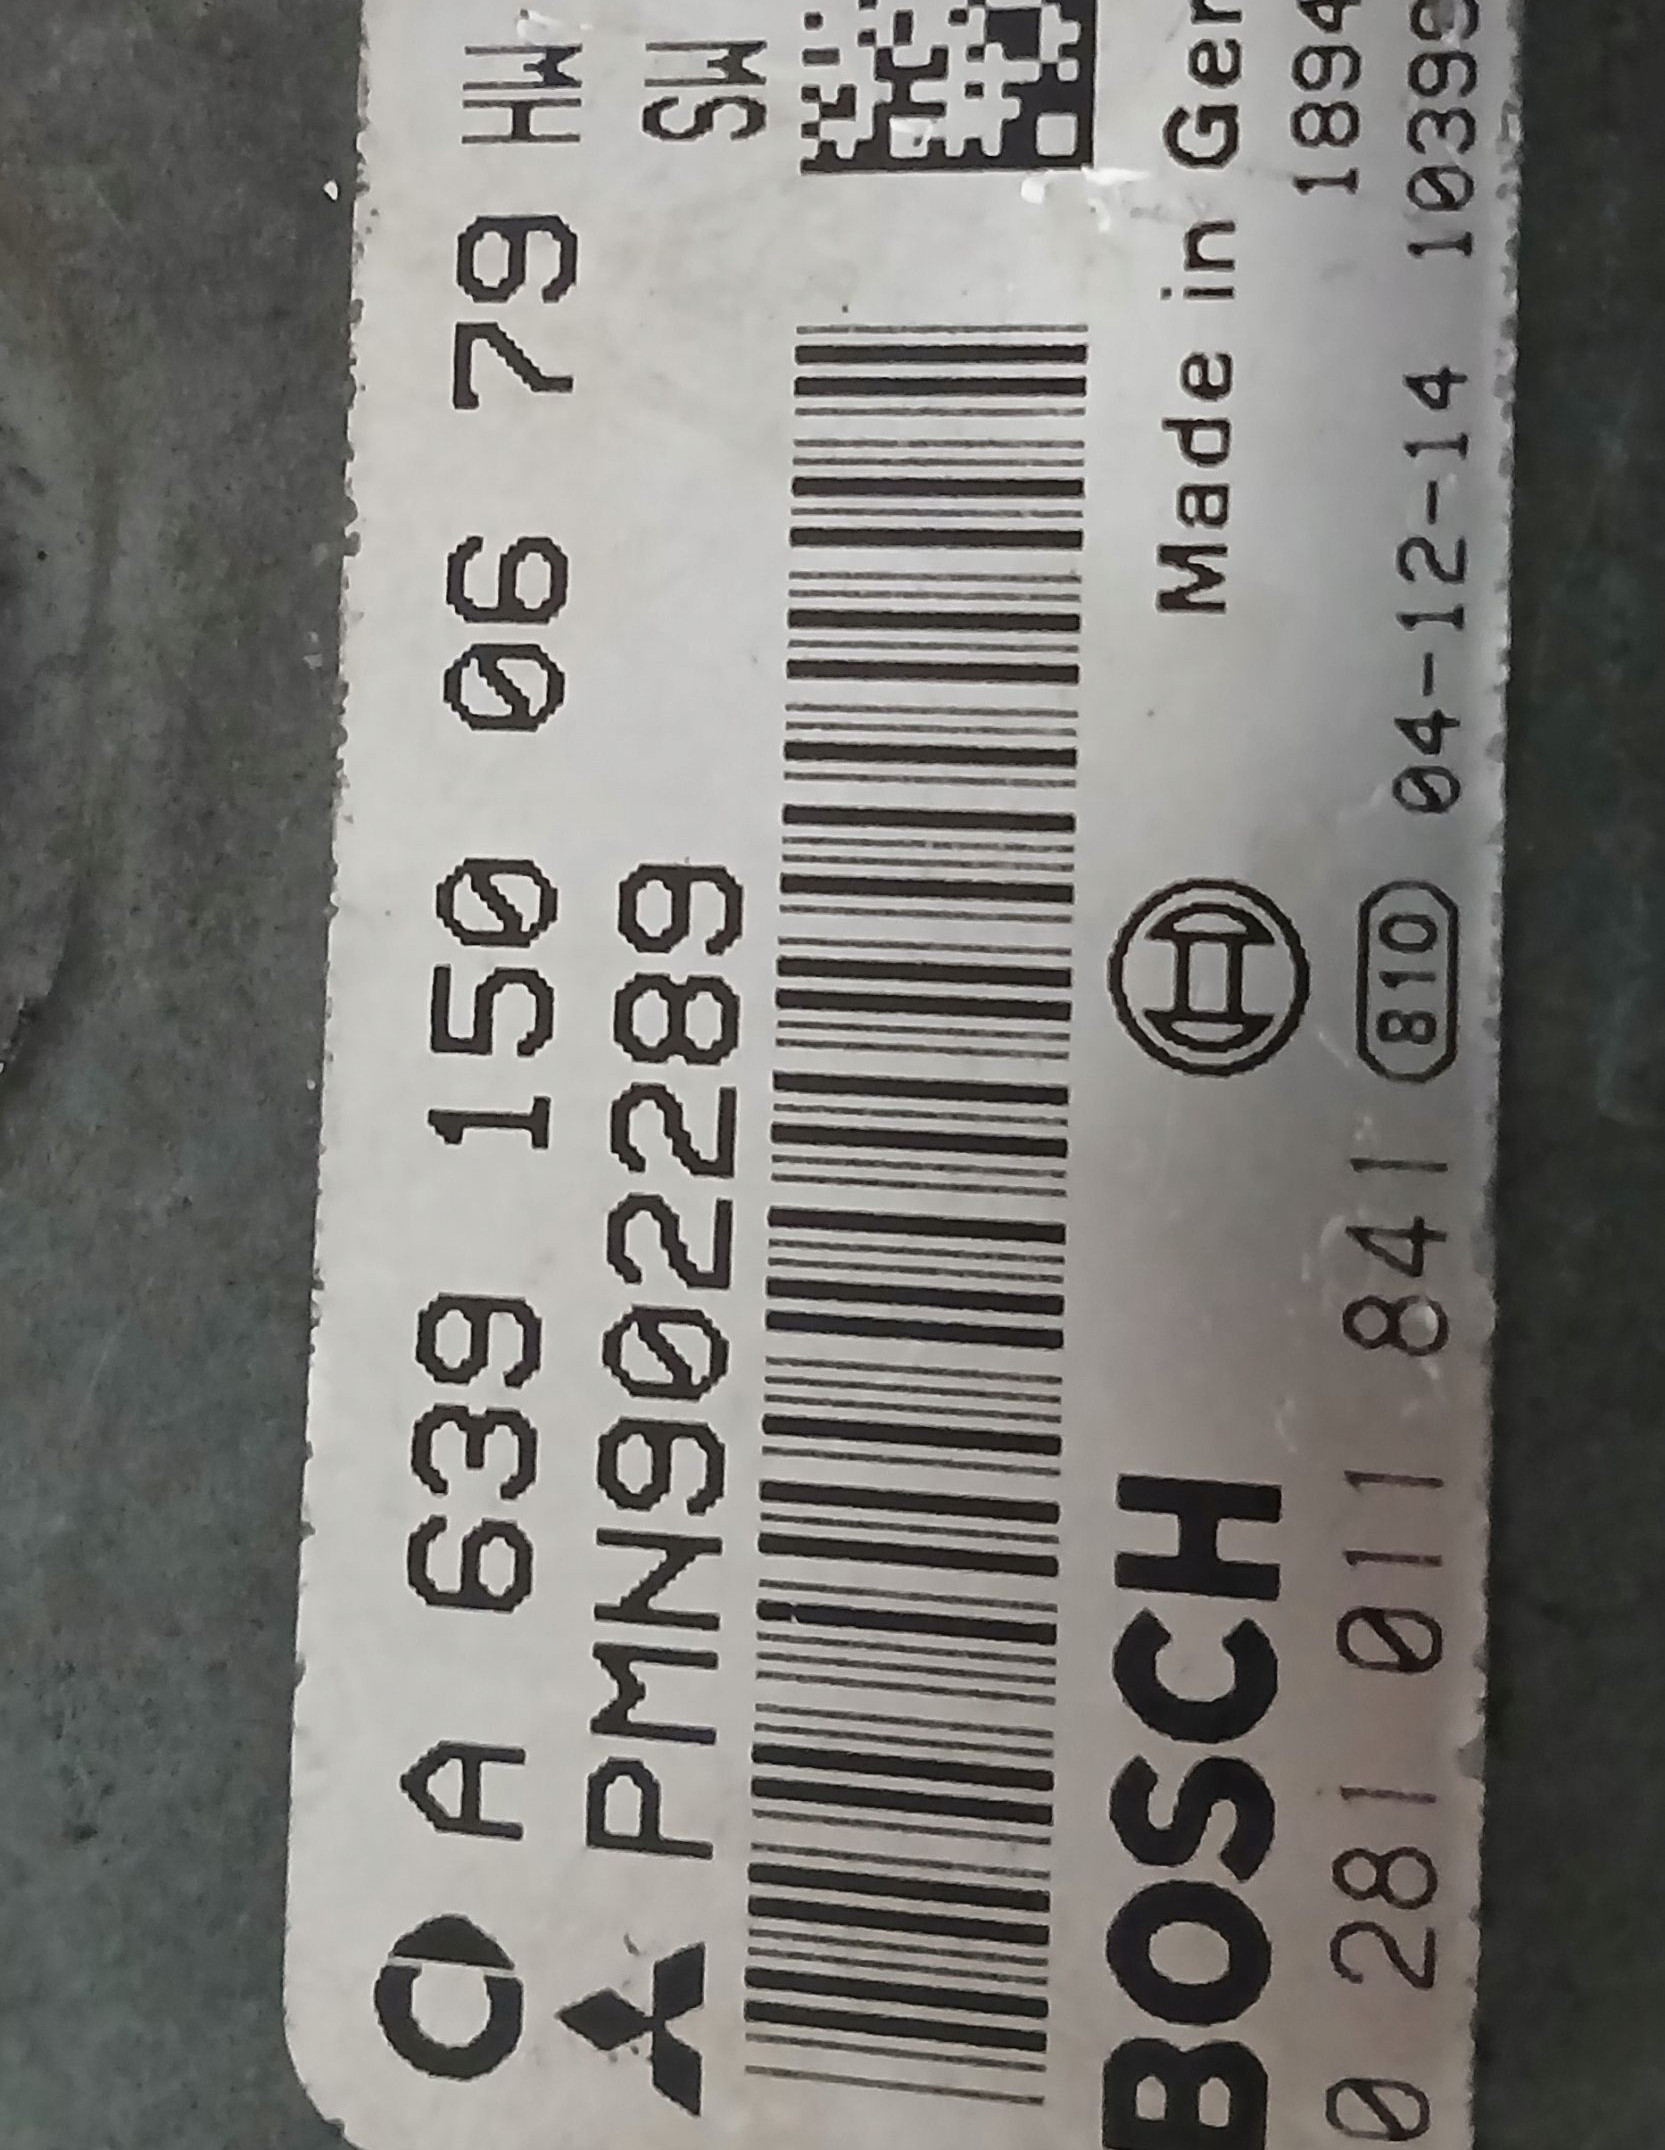 A 639 150 06 79 HW
PMN902289 SW
BOSCH Made in Ger
1894
0 281 011 841 810 04-12-14 1039S